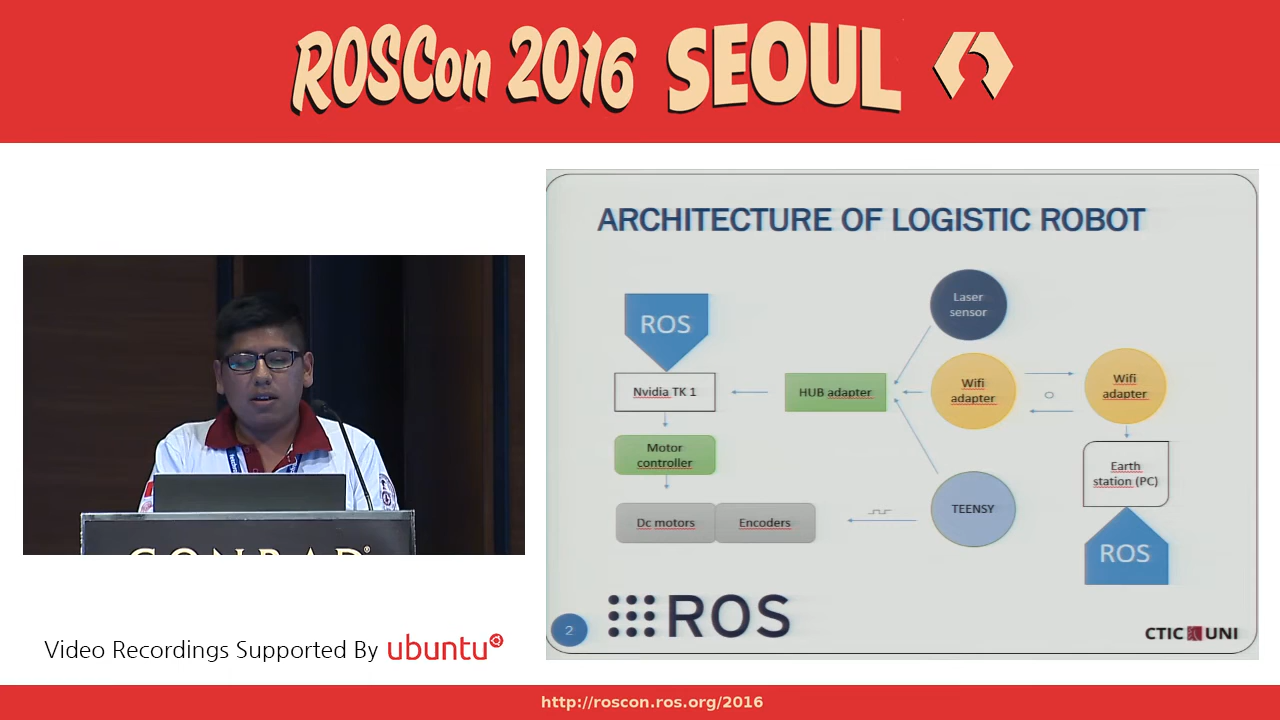 ROSCon 2016 SEOUL
ARCHITECTURE OF LOGISTIC ROBOT
ROS
Laser
sensor
Nvidia TK 1
HUB adapter
Wifi
adapter
Wifi
adapter
Motor
controller
Earth
station (PC)
Dc motors
Encoders
TEENSY
ROS
CONRAD®
2
ROS
CTIC UNI
Video Recordings Supported By ubuntu
http://roscon.ros.org/2016